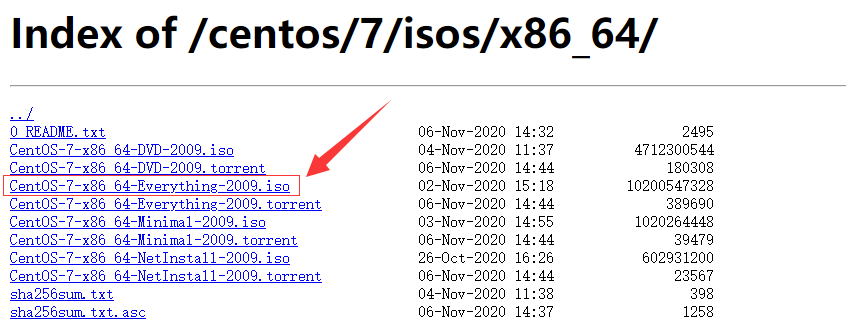 Index of /centos/7/isos/x86_64/
../
0_README.txt 06-Nov-2020 14:32 2495
CentOS-7-x86_64-DVD-2009.iso 04-Nov-2020 11:37 4712300544
CentOS-7-x86_64-DVD-2009.torrent 06-Nov-2020 14:44 180308
CentOS-7-x86_64-Everything-2009.iso 02-Nov-2020 15:18 10200547328
CentOS-7-x86_64-Everything-2009.torrent 06-Nov-2020 14:44 389690
CentOS-7-x86_64-Minimal-2009.iso 03-Nov-2020 14:55 1020264448
CentOS-7-x86_64-Minimal-2009.torrent 06-Nov-2020 14:44 39479
CentOS-7-x86_64-NetInstall-2009.iso 26-Oct-2020 16:26 602931200
CentOS-7-x86_64-NetInstall-2009.torrent 06-Nov-2020 14:44 23567
sha256sum.txt 04-Nov-2020 11:38 398
sha256sum.txt.asc 06-Nov-2020 14:37 1258